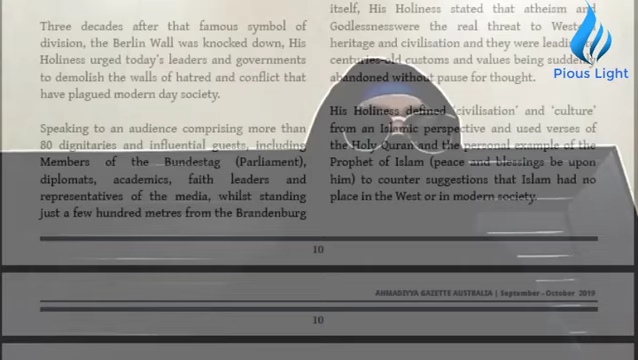 Three decades after that famous symbol of
division, the Berlin Wall was knocked down, His
Holiness urged today's leaders and governments
to demolish the walls of hatred and conflict that
have plagued modern day society.
Speaking to an audience comprising more than
80 dignitaries and influential guests, including
Members of the Bundestag (Parliament),
diplomats, academics, faith leaders and
representatives of the media, whilst standing
just a few hundred metres from the Brandenburg
itself, His Holiness stated that atheism and
Godlessnesswere the real threat to
heritage and civilisation and they were
centuries-old customs and values being suddenly
abandoned without pause for thought.
His Holiness defined 'civilisation' and 'culture'
from an Islamic perspective and used verses of
the Holy Quran and the personal example of the
Prophet of Islam (peace and blessings be upon
him) to counter suggestions that Islam had no
place in the West or in modern society.
Pious Light
10
AHMADIYYA GAZETTE AUSTRALIA | September - October 2019
10